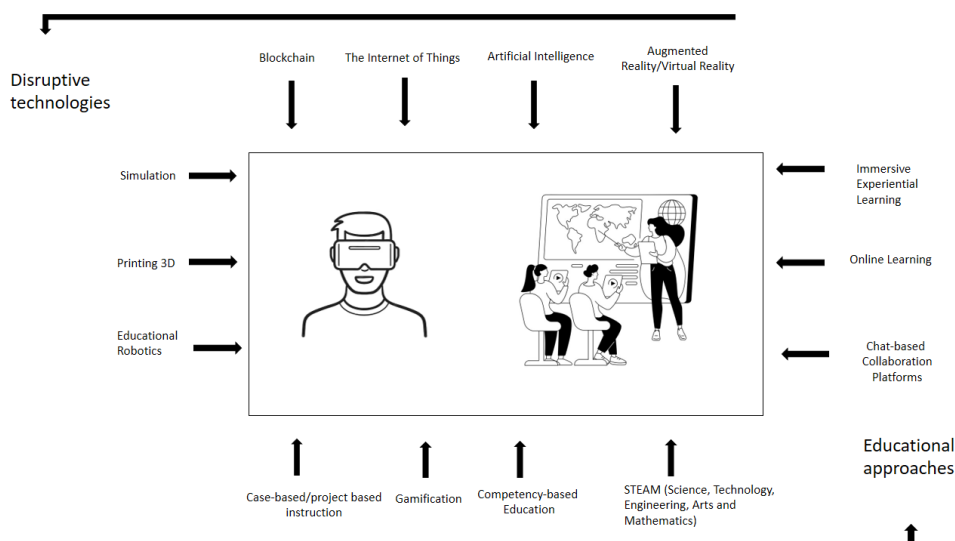 Blockchain
The Internet of Things
Artificial Intelligence
Augmented
Reality/Virtual Reality
Disruptive
technologies
Simulation
Immersive
Experiential
Learning
Printing 3D
Online Learning
Educational
Robotics
Chat-based
Collaboration
Platforms
Educational
approaches
Case-based/project based
instruction
Gamification
Competency-based
Education
STEAM (Science, Technology,
Engineering, Arts and
Mathematics)